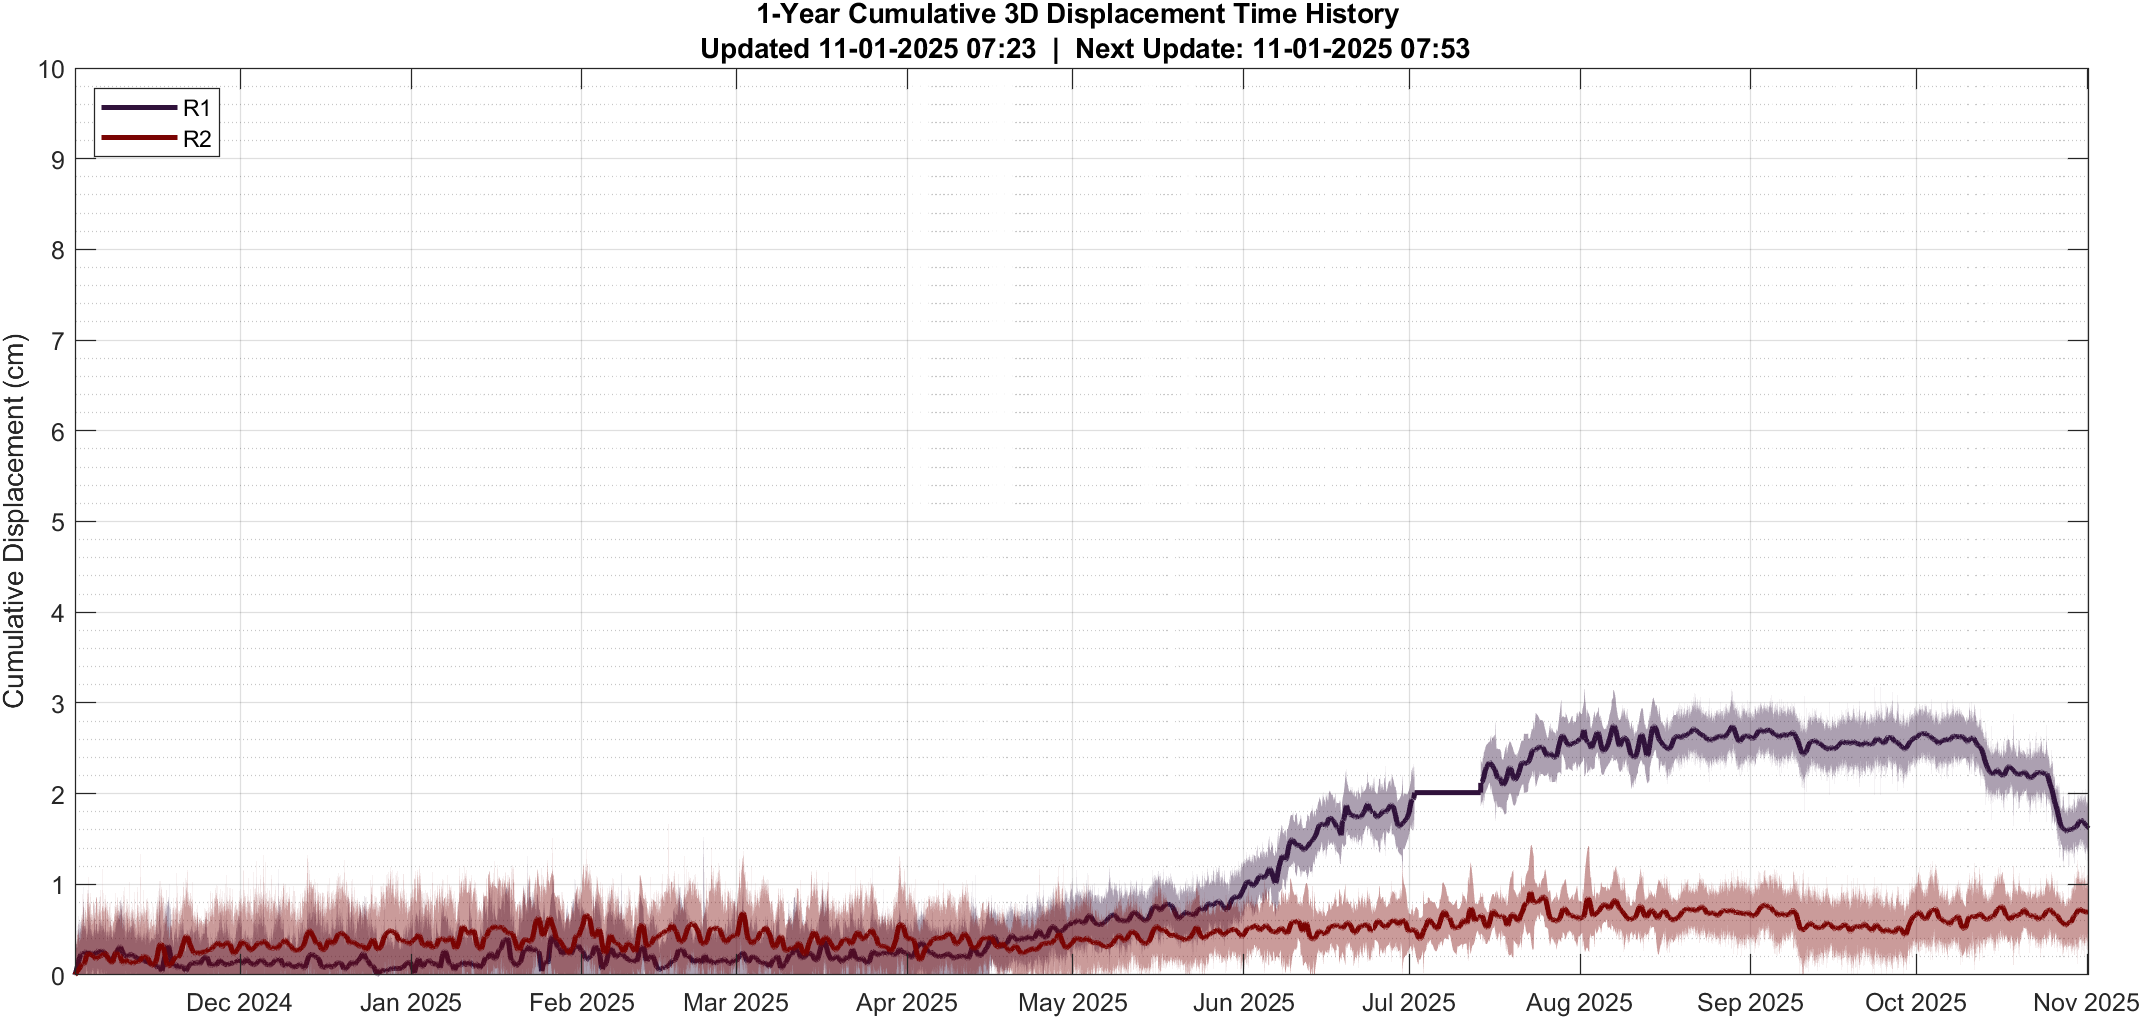 1-Year Cumulative 3D Displacement Time History
Updated 11-01-2025 07:23 | Next Update: 11-01-2025 07:53
R1
R2
Cumulative Displacement (cm)
10
9
8
7
6
5
4
3
2
1
0
Dec 2024
Jan 2025
Feb 2025
Mar 2025
Apr 2025
May 2025
Jun 2025
Jul 2025
Aug 2025
Sep 2025
Oct 2025
Nov 2025